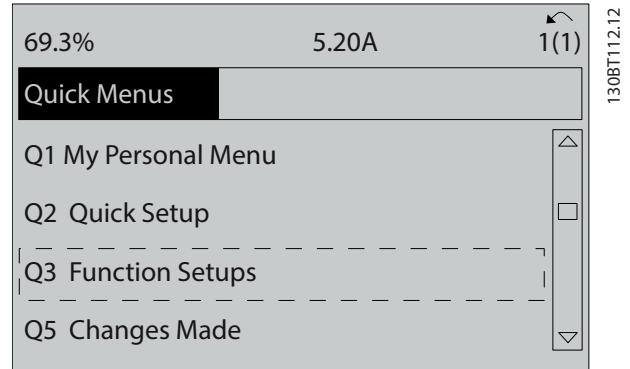 69.3% 5.20A 1(1)
Quick Menus
Q1 My Personal Menu
Q2 Quick Setup
Q3 Function Setups
Q5 Changes Made
130BT112.12